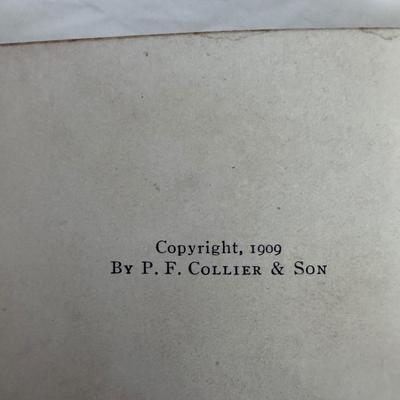 Copyright, 1909
By P. F. Collier & Son